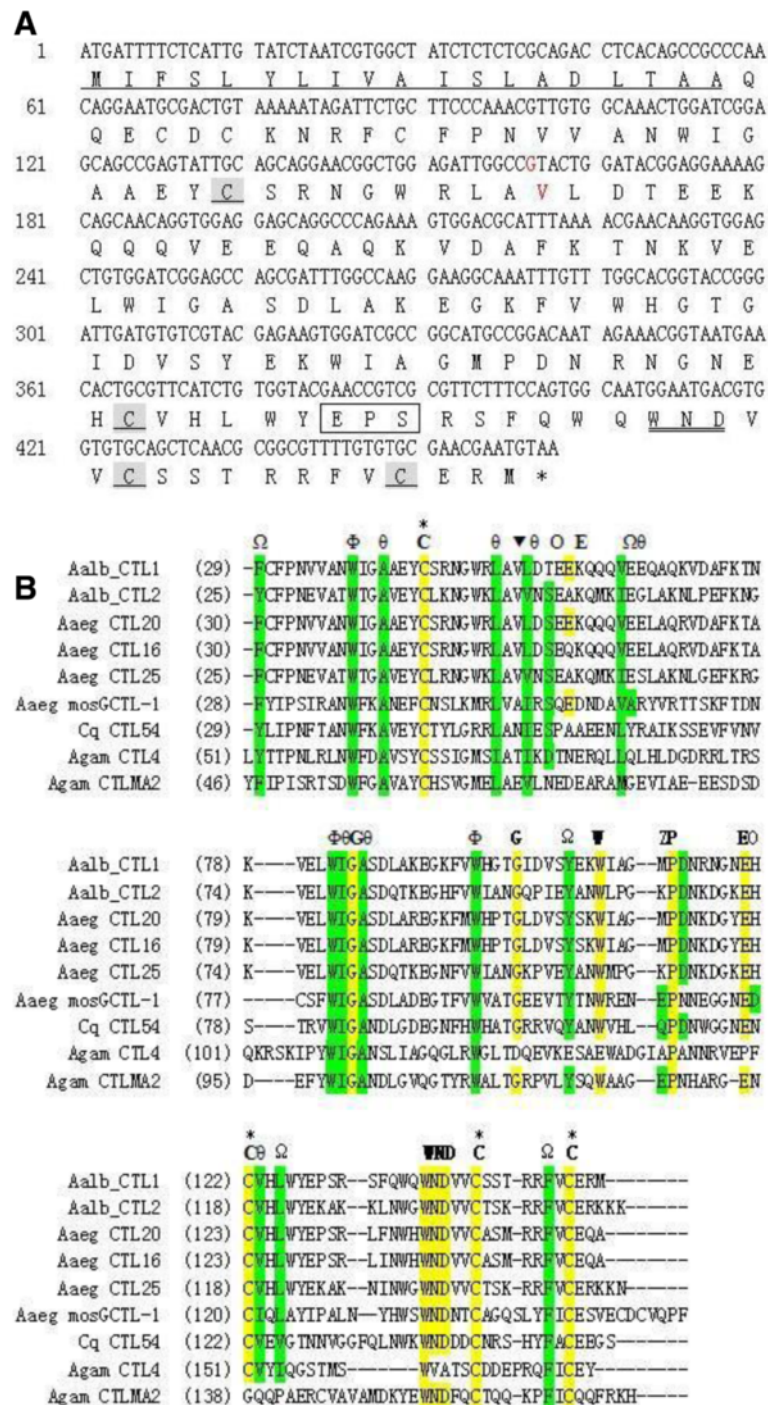 A
1 ATGATTTTCTCATTG TATCTAATCGTGGCT ATCTCTCTCGCAGAC CTCACAGCCGCCCAA
M I F S L Y L I V A I S L A D L T A A Q
61 CAGGAATGCGACTGT AAAAATAGATTCTGC TTCCCAAACGTTGTG GCAAACTGGATCGGA
Q E C D C K N R F C F P N V V A N W I G
121 GCAGCCGAGTATTGC AGCAGGAACGGCTGG AGATTGGCCGTACTG GATACGGAGGAAAAG
A A E Y C S R N G W R L A V L D T E E K
181 CAGCAACAGGTGGAG GAGCAGGCCCAGAAA GTGGACGCATTTAAA ACGAACAAGGTGGAG
Q Q Q V E E Q A Q K V D A F K T N K V E
241 CTGTGGATCGGAGCC AGCGATTTGGCCAAG GAAGGCAAATTTGTT TGGCACGGTACCGGG
L W I G A S D L A K E G K F V W H G T G
301 ATTGATGTGTCGTAC GAGAAGTGGATCGCC GGCATGCCGGACAAT AGAAACGGTAATGAA
I D V S Y E K W I A G M P D N R N G N E
361 CACTGCGTTCATCTG TGGTACGAACCGTCG CGTTCTTTCCAGTGG CAATGGAATGACGTG
H C V H L W Y E P S R S F Q W Q W N D V
421 GTGTGCAGCTCAACG CGGCGTTTTGTGTGC GAACGAATGTAA
V C S S T R R F V C E R M *
B
*
Ω Φ θ C θ ▼ θ O E Ω θ
Aalb_CTL1 (29) -FCFPNVVANWIGAAEYCSRNGWRLAVLDTEEKQQQVEEQAQKVDAFKTN
Aalb_CTL2 (25) -YCPNEVATWTGAVEYCLKNGWKLAVVNSEAKQMKIEGLAKNLPEFKNG
Aaeg CTL20 (30) -FCFPNVVANWIGAAEYCSRNGWRLAVLDSEEKQQQVEELAQRVDAFKTA
Aaeg CTL16 (30) -FCFPNVVANWIGAAEYCSRNGWRLAVLDSEQKQQQVEELAQRVDAFKTA
Aaeg CTL25 (25) -FCPNEVATWTGAVEYCLRNGWKLAVVNSEAKQMKIESLAKNLGEFKRG
Aaeg mosGCTL-1 (28) -FYIPSIRANWFKANEFCNSLKMRLVAIRSQEDNDAVARYVRTTSKFTDN
Cq CTL54 (29) -YLIPNFTANWFKAVEYCTYLGRRLANIESPAAEENLYRAIKSSEVFVNV
Agam CTL4 (51) LYTTPNLRLNWFDAVSYCSSIGMSIATIKDTNERQLLQLHLDGDRRLTRS
Agam CTLMA2 (46) YFIPISRTSDWFGAVAYCHSVGMELAEVLNEDEARAMGEVIAE-EESDSD
Φ θ G θ Φ G Ω W 7P E O
Aalb_CTL1 (78) K----VELWIGASDLAKEGKFVWHGTGIDVSYEKWIAG--MPDNRNGNEH
Aalb_CTL2 (74) K----VELWIGASDQTKEGHFVWIANGQPIEYANWLPG--KPDNKDGKEH
Aaeg CTL20 (79) K----VELWIGASDLAREGKFMWHPTGLDVSYSKWIAG--MPDNKDGYEH
Aaeg CTL16 (79) K----VELWIGASDLAREGKFMWHPTGLDVSYSKWIAG--MPDNKDGYEH
Aaeg CTL25 (74) K----VELWIGASDQTKEGNFVWIANGKPVEYANWMPG--KPDNKDGKEH
Aaeg mosGCTL-1 (77) ----CSFWIGASDLADEGTFVWVATGEEVTYTNWREN--EPNNEGGNED
Cq CTL54 (78) S----TRVWIGANDLGDEGNFHWHATGRRVQYANWVHL--QPDNWGGNEN
Agam CTL4 (101) QKRSKIPYWIGANSLIAGQGLRWGLTDQEVKESAEWADGIAPANNRVEPF
Agam CTLMA2 (95) D----EFYWIGANDLGVQGTYRWALTGRPVLYSQWAAG--EPNHARG-EN
* * *
C θ Ω WND C Ω C
Aalb_CTL1 (122) CVHLWYEPSR--SFQWQWNDVVCSST-RRFVCERM-------
Aalb_CTL2 (118) CVHLWYEKAK--KLNWGWNDVVCTSK-RRFVCERKKK-----
Aaeg CTL20 (123) CVHLWYEPSR--LFNWHWNDVVCASM-RRFVCEQA-------
Aaeg CTL16 (123) CVHLWYEPSR--LINWHWNDVVCASM-RRFVCEQA-------
Aaeg CTL25 (118) CVHLWYEKAK--NINWGWNDVVCTSK-RRFVCERKKN-----
Aaeg mosGCTL-1 (120) CIQLAYIPALN--YHWSWNDNTCAGQSLYFICESVECDCVQPF
Cq CTL54 (122) CVEVGTNNVGGFQLNWKWNDDDCNRS-HYFACEEGS------
Agam CTL4 (151) CVYIQGSTMS-------WVATSCDDEPRQFICEY--------
Agam CTLMA2 (138) GQQPAERCVAVAMDKYEWNDFQCTQQ-KPFICQQFRKH----